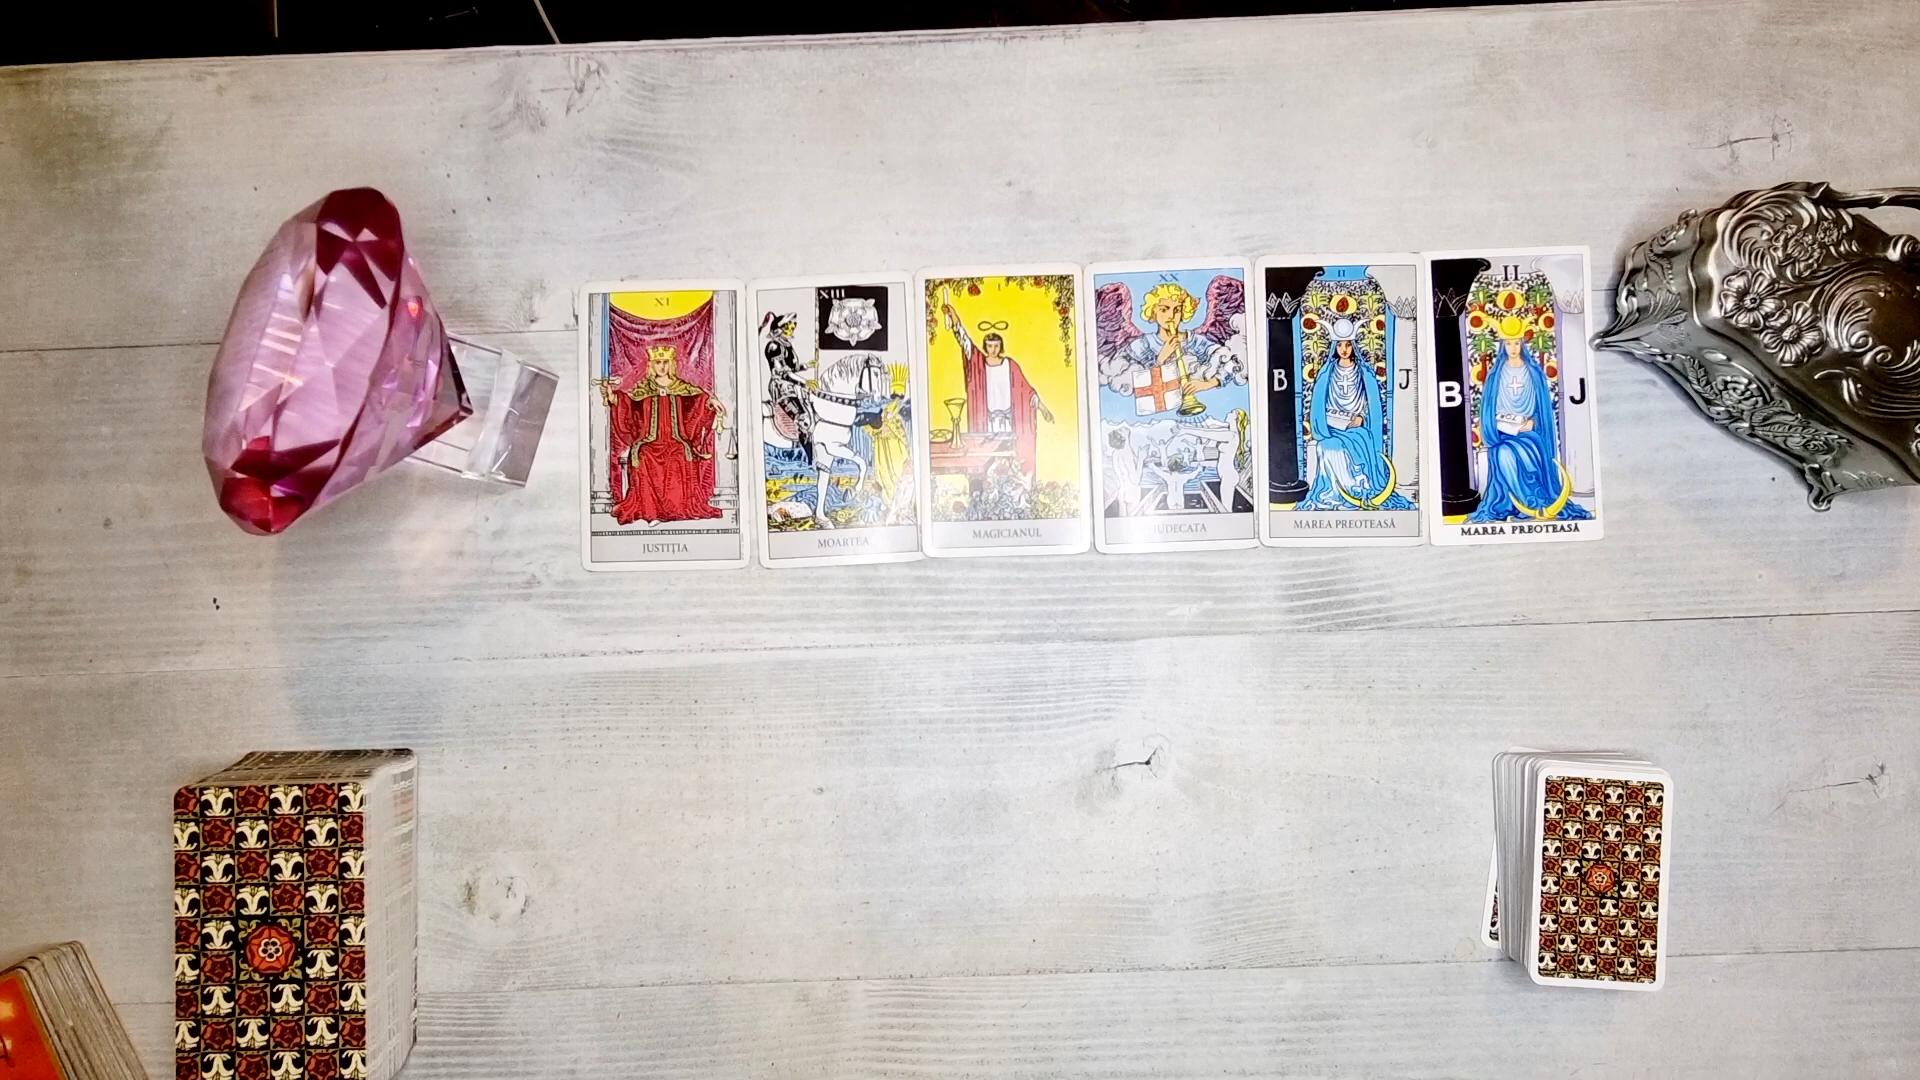 XI
JUSTIȚIA
XIII
MOARTEA
I
MAGICIANUL
XX
JUDECATA
II
B J
MAREA PREOTEASĂ
II
B J
MAREA PREOTEASĂ